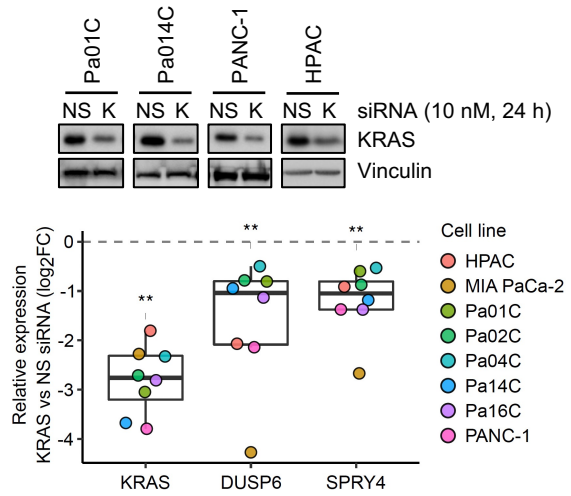 Pa01C
Pa014C
PANC-1
HPAC
NS K NS K NS K NS K siRNA (10 nM, 24 h)
KRAS
Vinculin
Relative expression
KRAS vs NS siRNA (log2FC)
0
-1
-2
-3
-4
**
**
**
KRAS
DUSP6
SPRY4
Cell line
HPAC
MIA PaCa-2
Pa01C
Pa02C
Pa04C
Pa14C
Pa16C
PANC-1